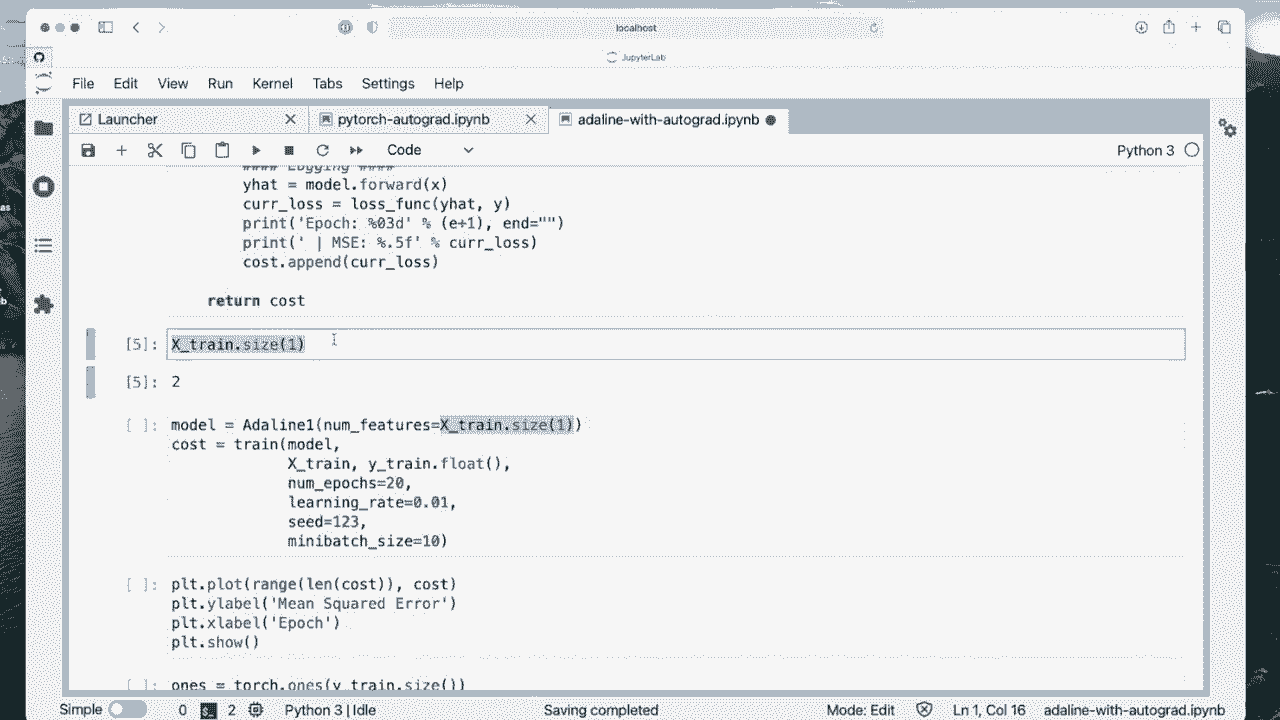 localhost
JupyterLab
File Edit View Run Kernel Tabs Settings Help
Launcher pytorch-autograd.ipynb adaline-with-autograd.ipynb
Code Python 3
#### Logging ####
yhat = model.forward(x)
curr_loss = loss_func(yhat, y)
print('Epoch: %03d' % (e+1), end="")
print(' | MSE: %.5f' % curr_loss)
cost.append(curr_loss)
return cost
[5]: X_train.size(1)
[5]: 2
[ ]: model = Adaline1(num_features=X_train.size(1))
cost = train(model,
X_train, y_train.float(),
num_epochs=20,
learning_rate=0.01,
seed=123,
minibatch_size=10)
[ ]: plt.plot(range(len(cost)), cost)
plt.ylabel('Mean Squared Error')
plt.xlabel('Epoch')
plt.show()
[ ]: ones = torch.ones(y_train.size())
Simple 0 2 Python 3 | Idle Saving completed Mode: Edit Ln 1, Col 16 adaline-with-autograd.ipynb